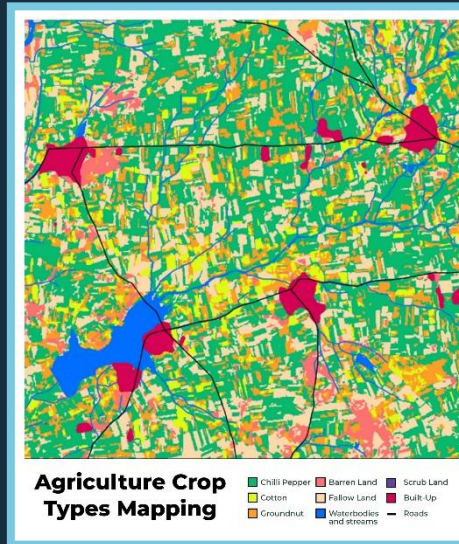 Agriculture Crop
Types Mapping
Chilli Pepper
Cotton
Groundnut
Barren Land
Fallow Land
Waterbodies
and streams
Scrub Land
Built-Up
Roads